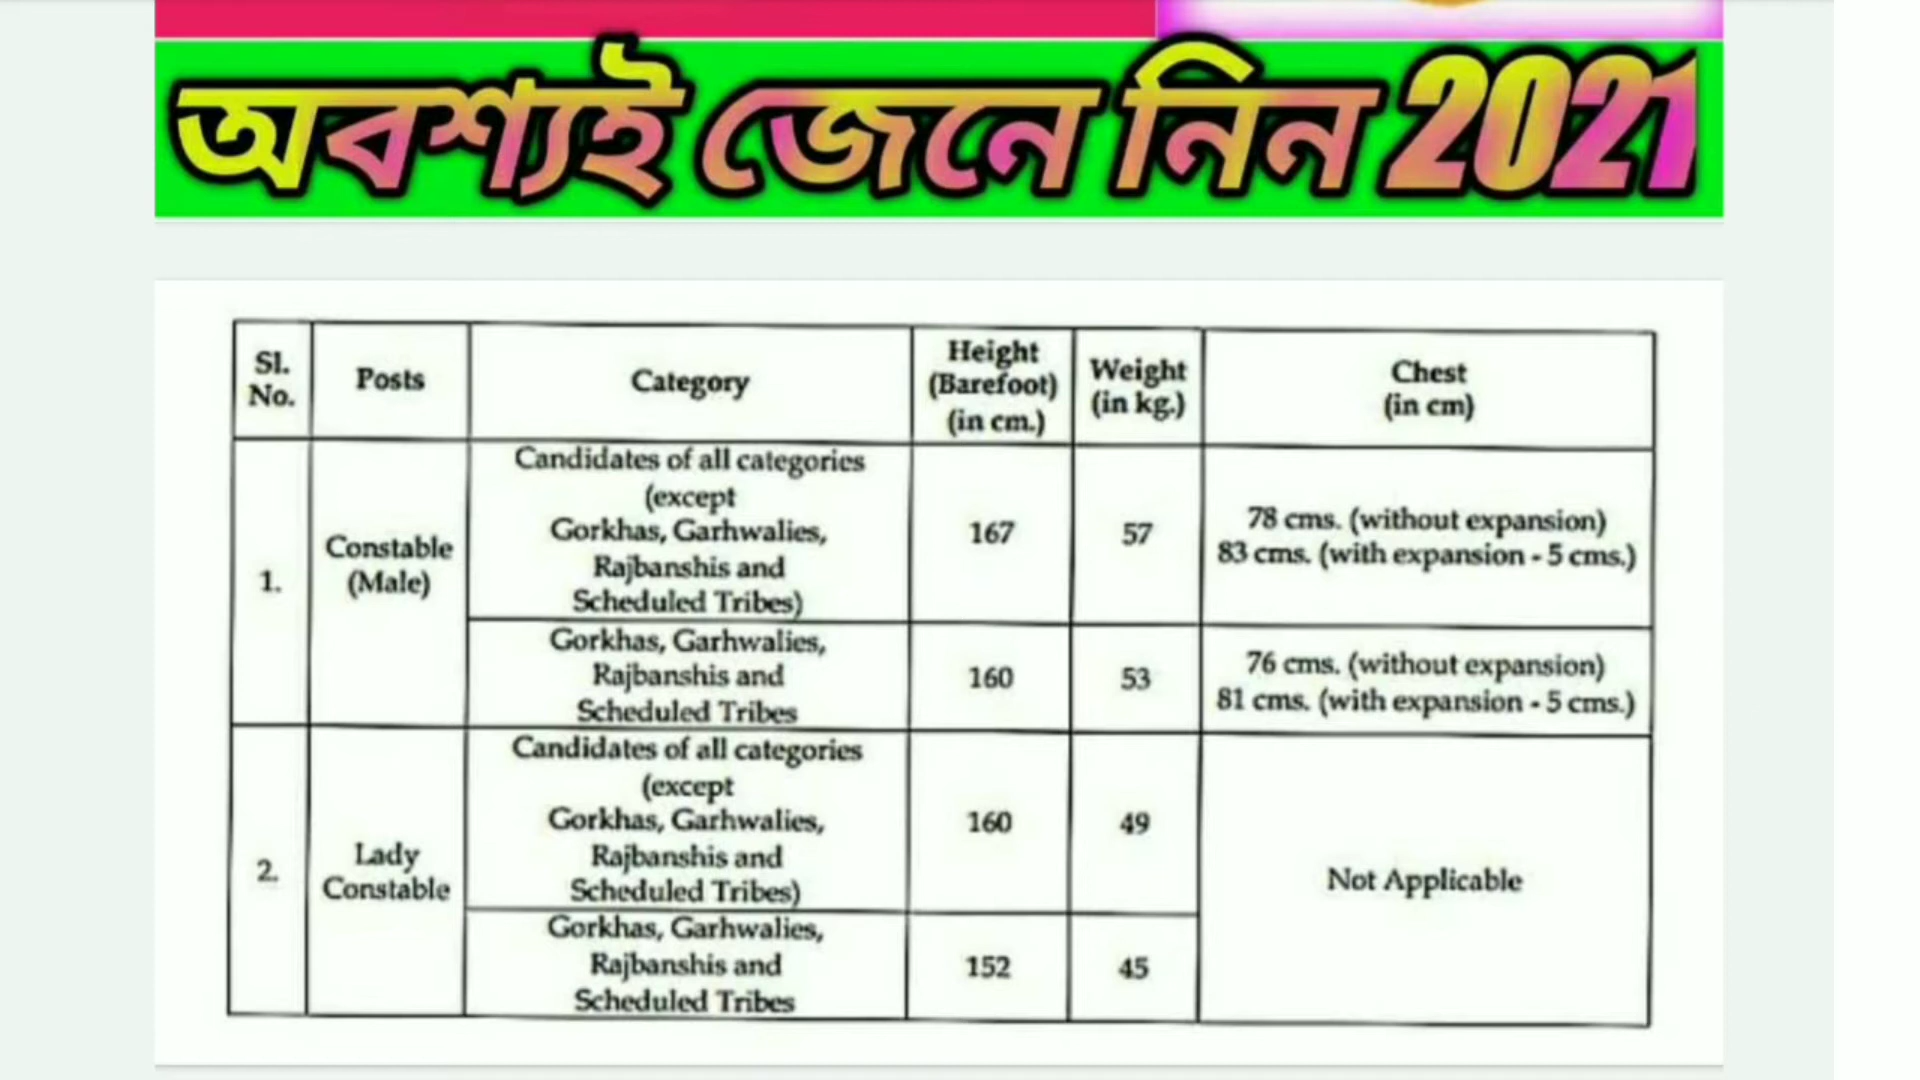 অবশ্যই জেনে নিন 2021
Sl. No.
Posts
Category
Height (Barefoot) (in cm.)
Weight (in kg.)
Chest (in cm)
1.
Constable (Male)
Candidates of all categories
(except
Gorkhas, Garhwalies,
Rajbanshis and
Scheduled Tribes)
167
57
78 cms. (without expansion)
83 cms. (with expansion - 5 cms.)
Gorkhas, Garhwalies,
Rajbanshis and
Scheduled Tribes
160
53
76 cms. (without expansion)
81 cms. (with expansion - 5 cms.)
2.
Lady Constable
Candidates of all categories
(except
Gorkhas, Garhwalies,
Rajbanshis and
Scheduled Tribes)
160
49
Not Applicable
Gorkhas, Garhwalies,
Rajbanshis and
Scheduled Tribes
152
45